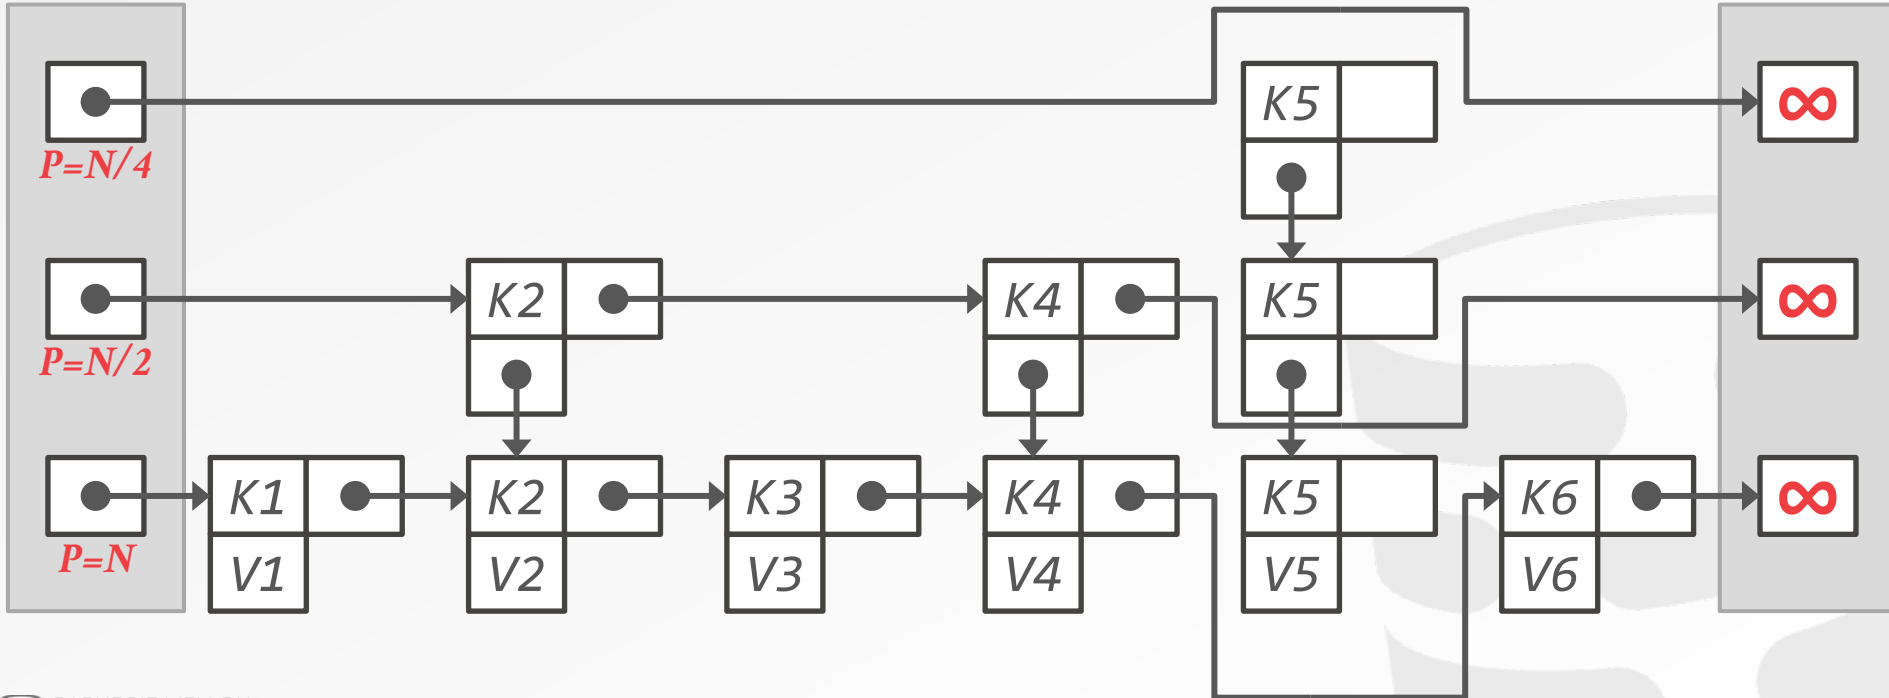 K5 ∞
P=N/4
K2 K4 K5 ∞
P=N/2
K1 K2 K3 K4 K5 K6 ∞
P=N
V1 V2 V3 V4 V5 V6